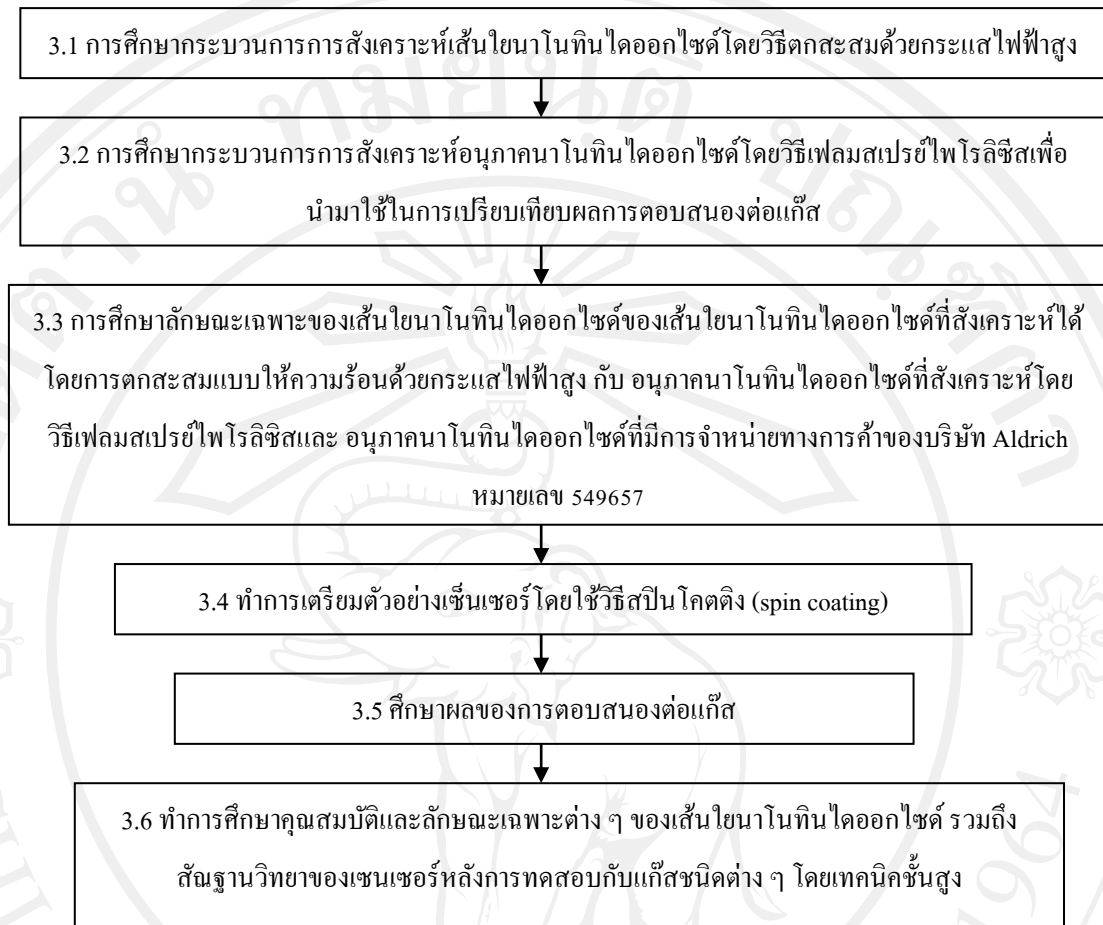 3.1 การศึกษากระบวนการการสังเคราะห์เส้นใยนาโนทินไดออกไซด์โดยวิธีตกสะสมด้วยกระแสไฟฟ้าสูง
3.2 การศึกษากระบวนการการสังเคราะห์อนุภาคนาโนทินไดออกไซด์โดยวิธีเฟลมสเปรย์ไพโรลิซีสเพื่อ
นำมาใช้ในการเปรียบเทียบผลการตอบสนองต่อแก๊ส
3.3 การศึกษาลักษณะเฉพาะของเส้นใยนาโนทินไดออกไซด์ของเส้นใยนาโนทินไดออกไซด์ที่สังเคราะห์ได้
โดยการตกสะสมแบบให้ความร้อนด้วยกระแสไฟฟ้าสูง กับ อนุภาคนาโนทินไดออกไซด์ที่สังเคราะห์โดย
วิธีเฟลมสเปรย์ไพโรลิซิสและ อนุภาคนาโนทินไดออกไซด์ที่มีการจำหน่ายทางการค้าของบริษัท Aldrich
หมายเลข 549657
3.4 ทำการเตรียมตัวอย่างเซ็นเซอร์โดยใช้วิธีสปินโคตติง (spin coating)
3.5 ศึกษาผลของการตอบสนองต่อแก๊ส
3.6 ทำการศึกษาคุณสมบัติและลักษณะเฉพาะต่าง ๆ ของเส้นใยนาโนทินไดออกไซด์ รวมถึง
สัณฐานวิทยาของเซนเซอร์หลังการทดสอบกับแก๊สชนิดต่าง ๆ โดยเทคนิคชั้นสูง